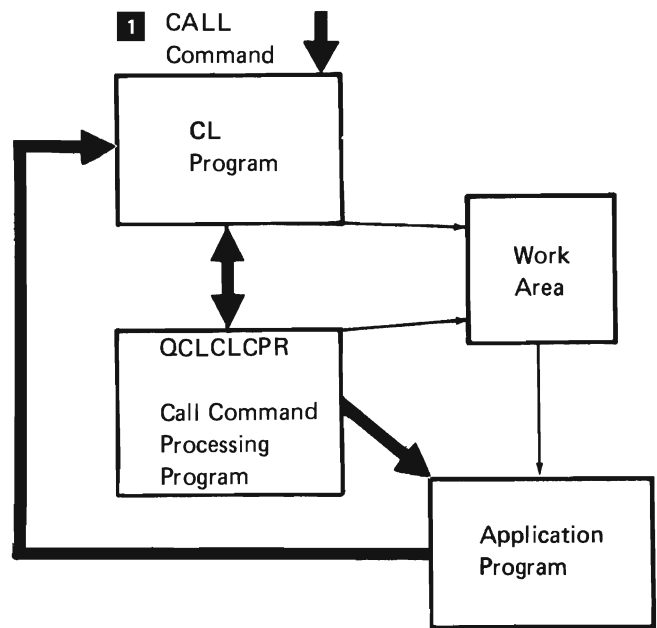 1 CALL
Command
CL
Program
Work
Area
QCLCLCPR
Call Command
Processing
Program
Application
Program